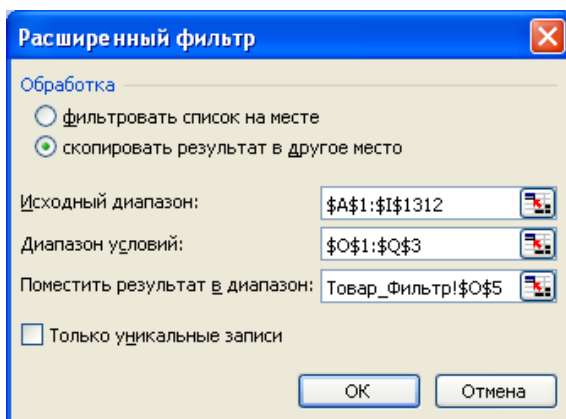 Расширенный фильтр
Обработка
фильтровать список на месте
скопировать результат в другое место
Исходный диапазон: $A$1:$I$1312
Диапазон условий: $O$1:$Q$3
Поместить результат в диапазон: Товар_Фильтр!$O$5
Только уникальные записи
OK Отмена